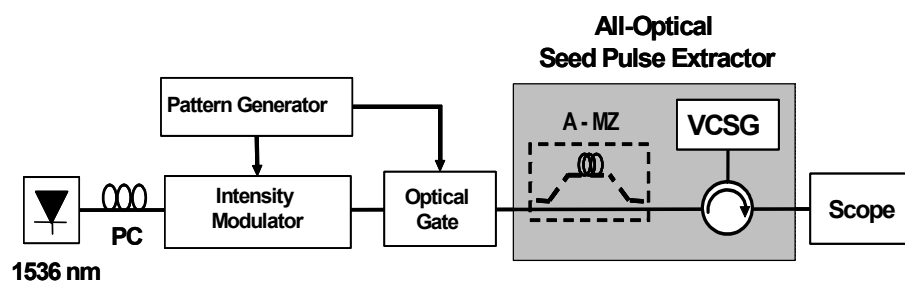 All-Optical
Seed Pulse Extractor
Pattern Generator
A - MZ
VCSG
Intensity
Modulator
Optical
Gate
Scope
PC
1536 nm